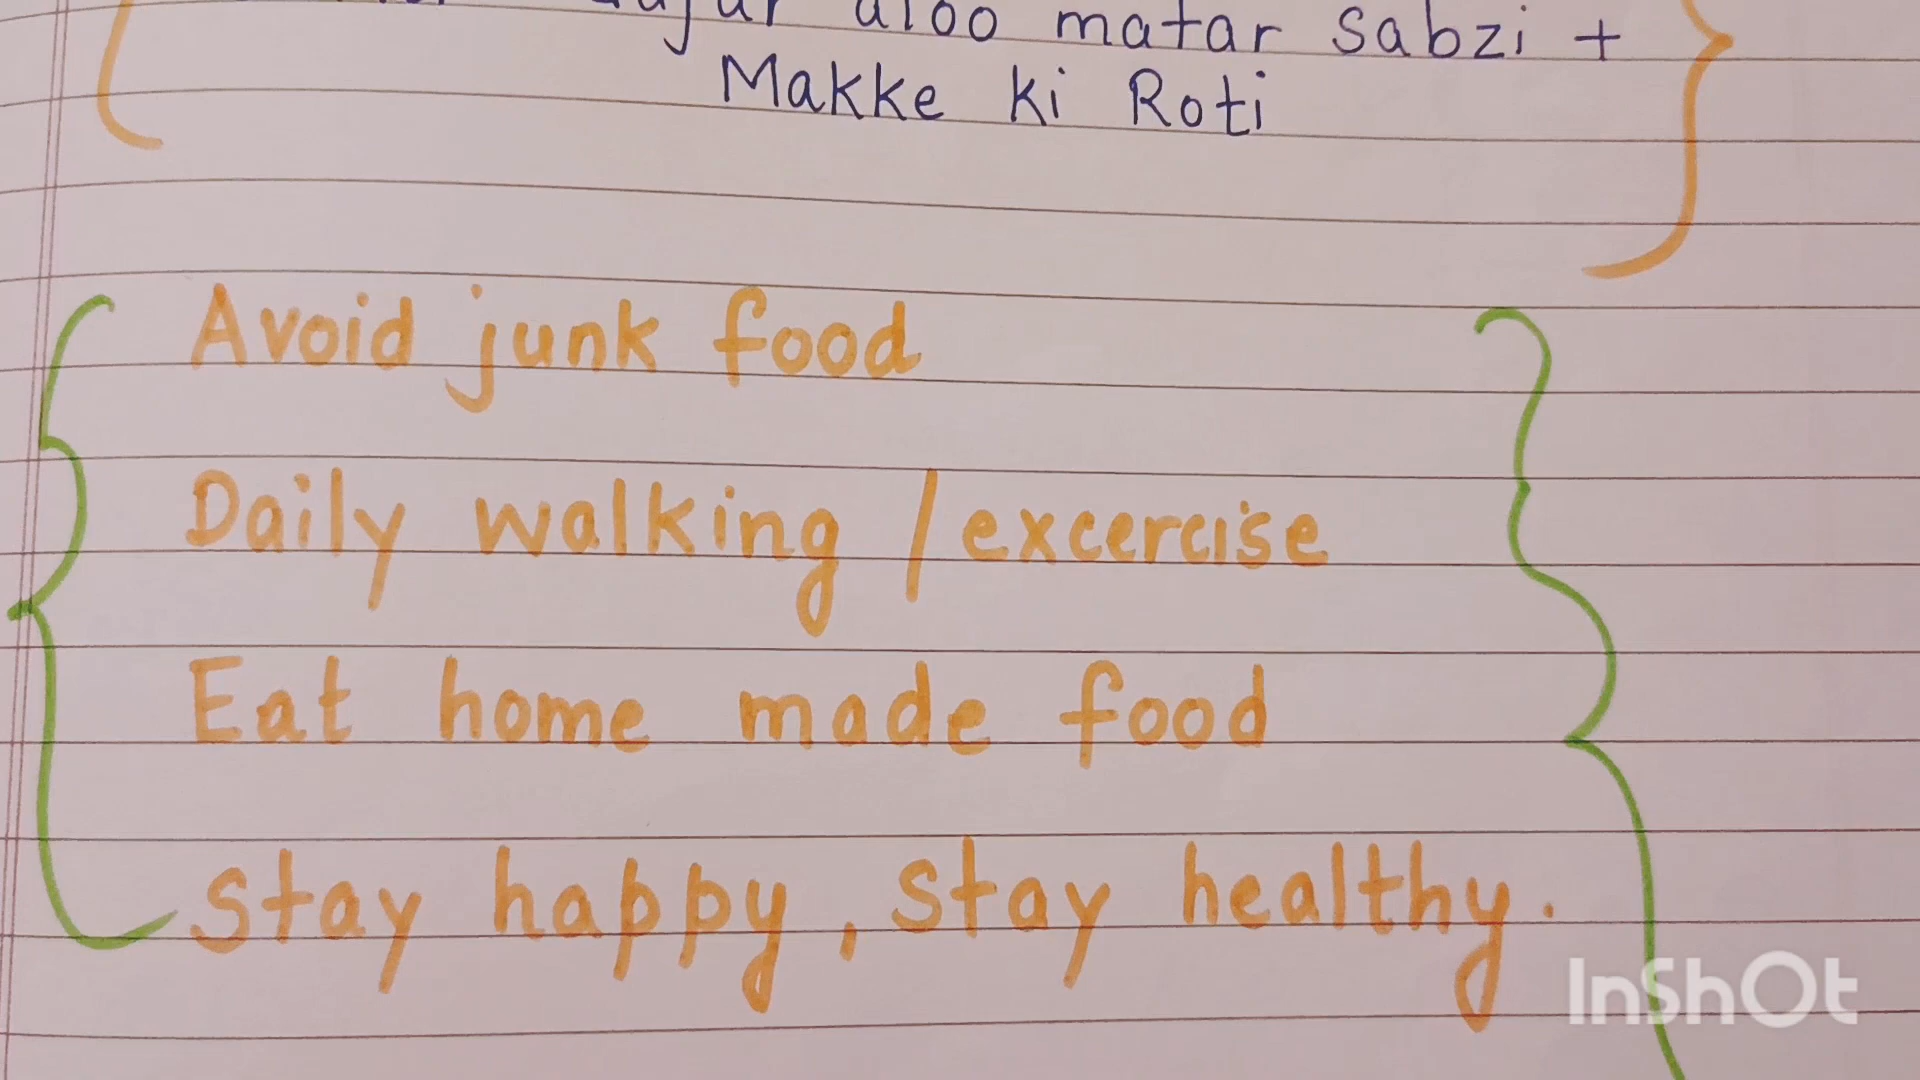 aloo matar sabzi +
Makke ki Roti
Avoid junk food
Daily walking / excercise
Eat home made food
Stay happy, stay healthy.
InShOt